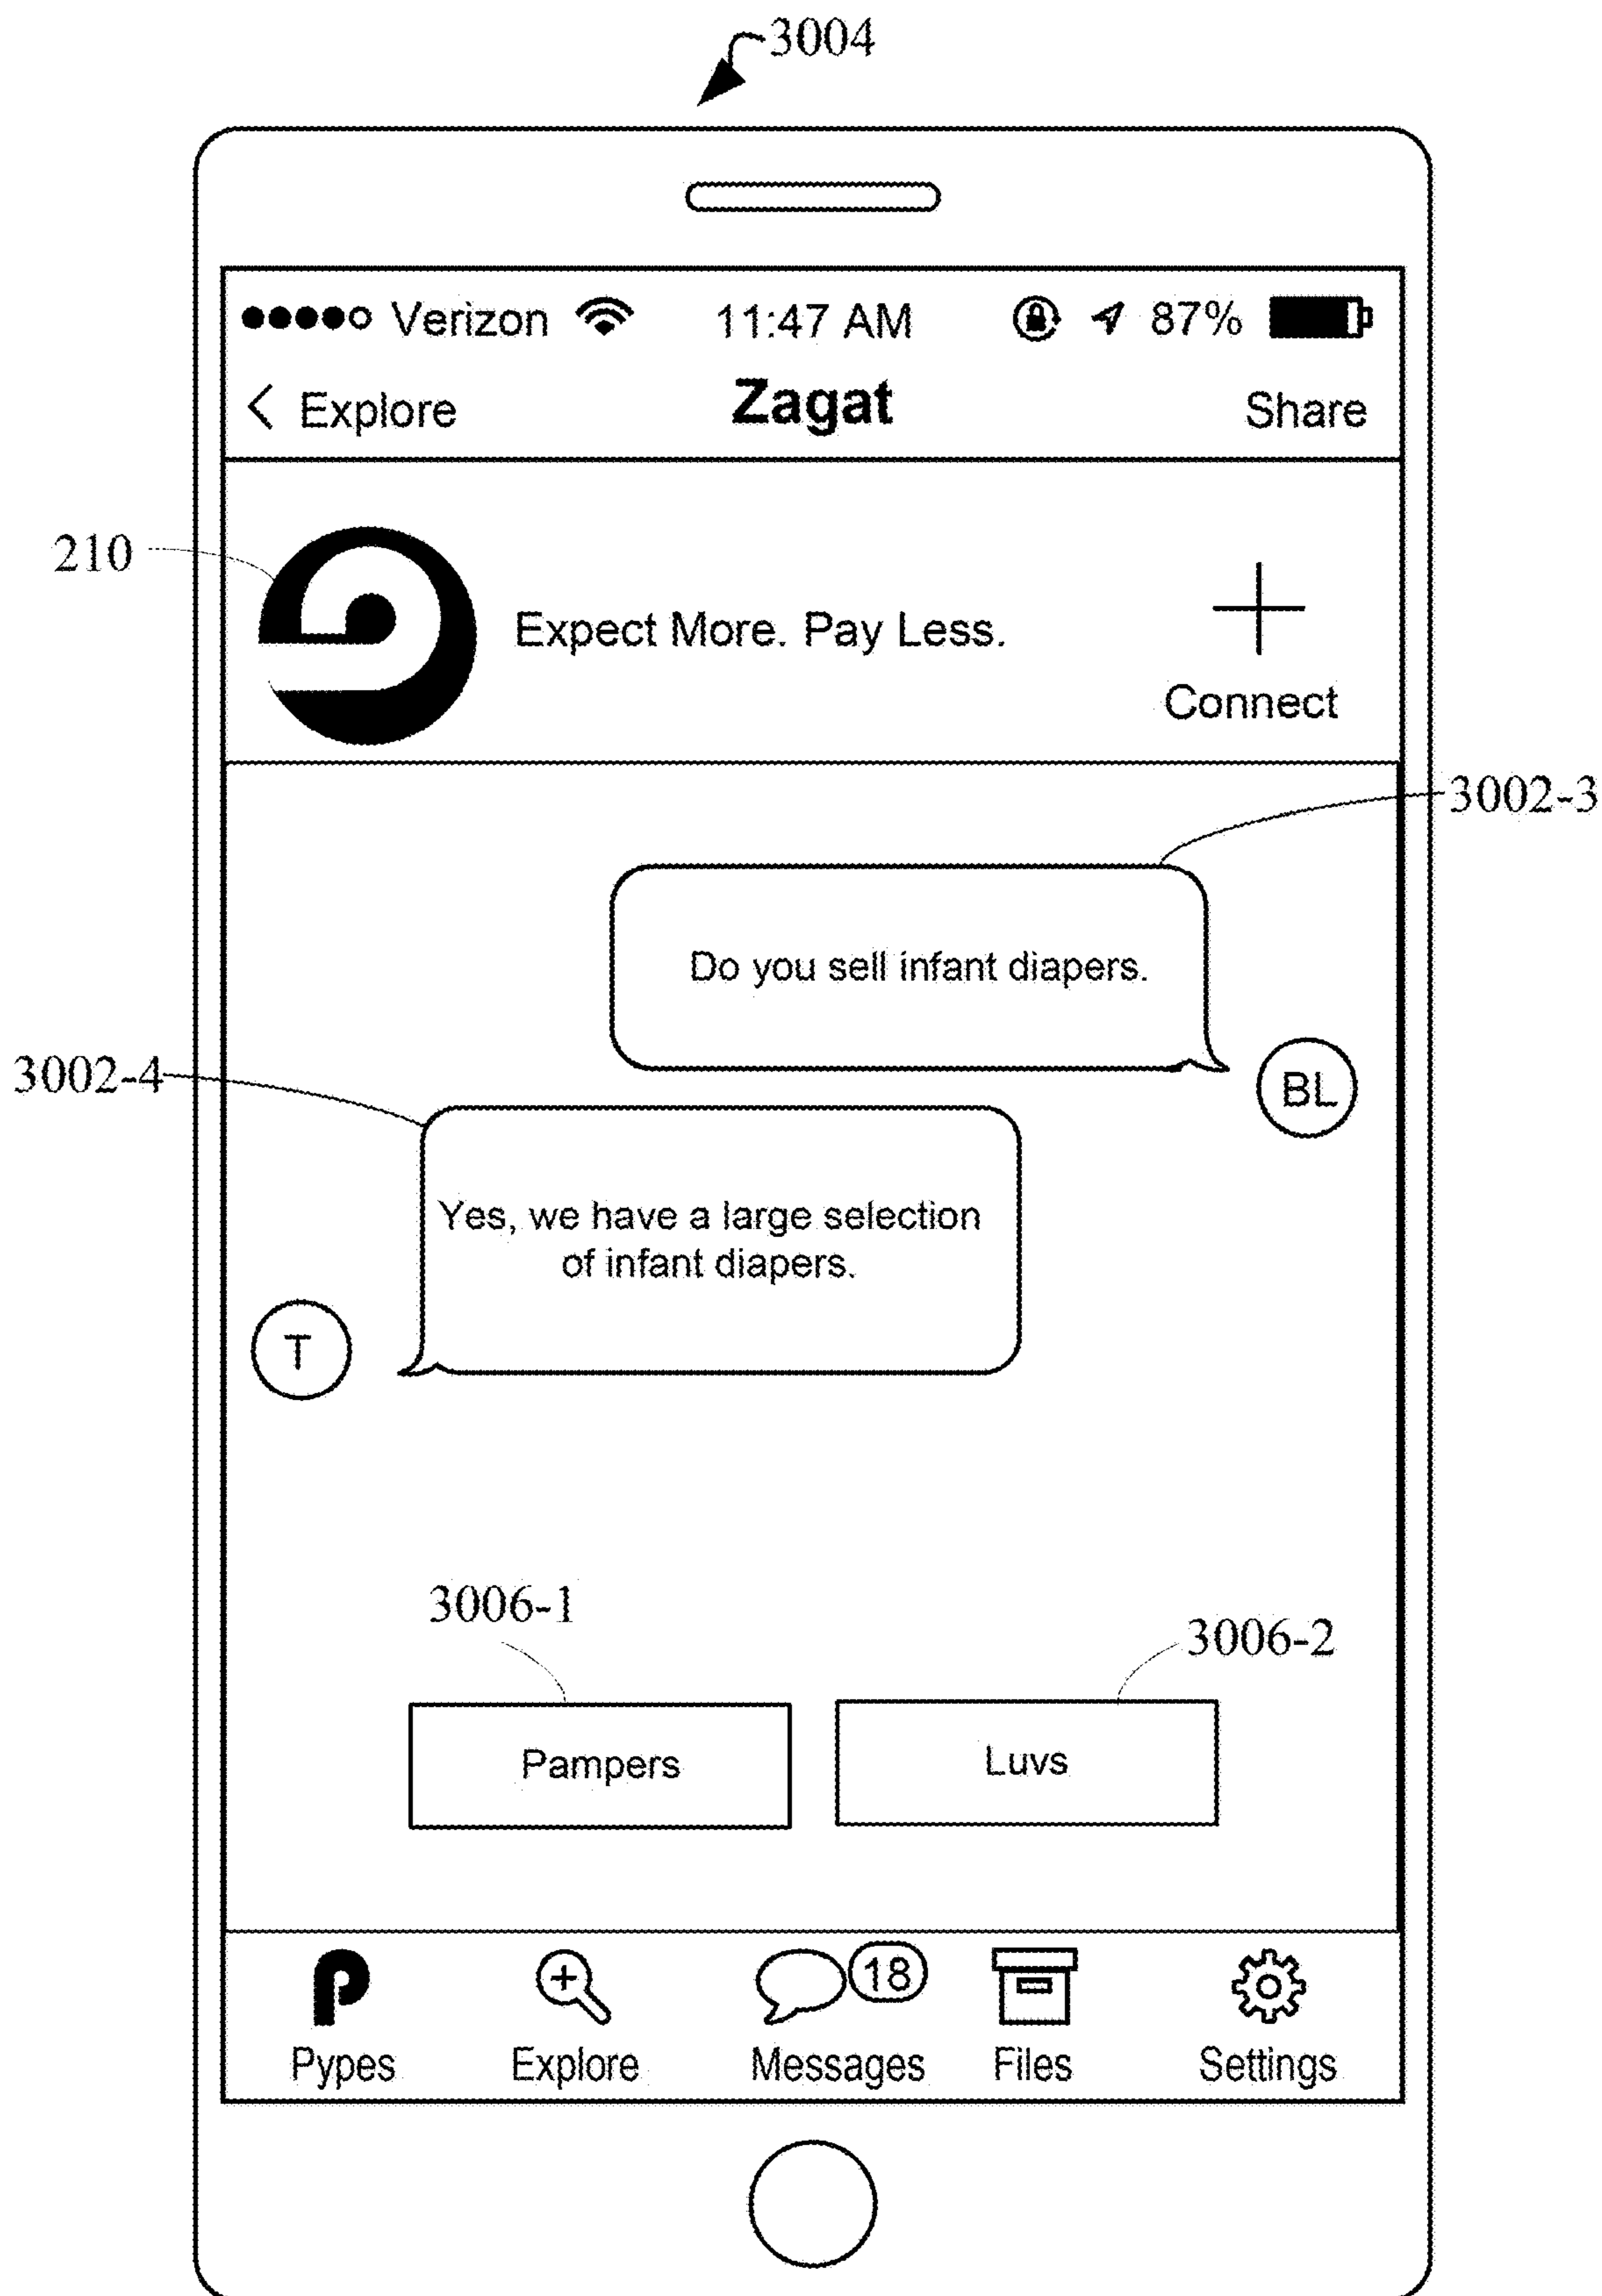 3004
Verizon 11:47 AM 87%
< Explore Zagat Share
210
Expect More. Pay Less.
Connect
3002-3
Do you sell infant diapers.
3002-4
BL
Yes, we have a large selection
of infant diapers.
T
3006-1
3006-2
Pampers Luvs
18
Pypes Explore Messages Files Settings